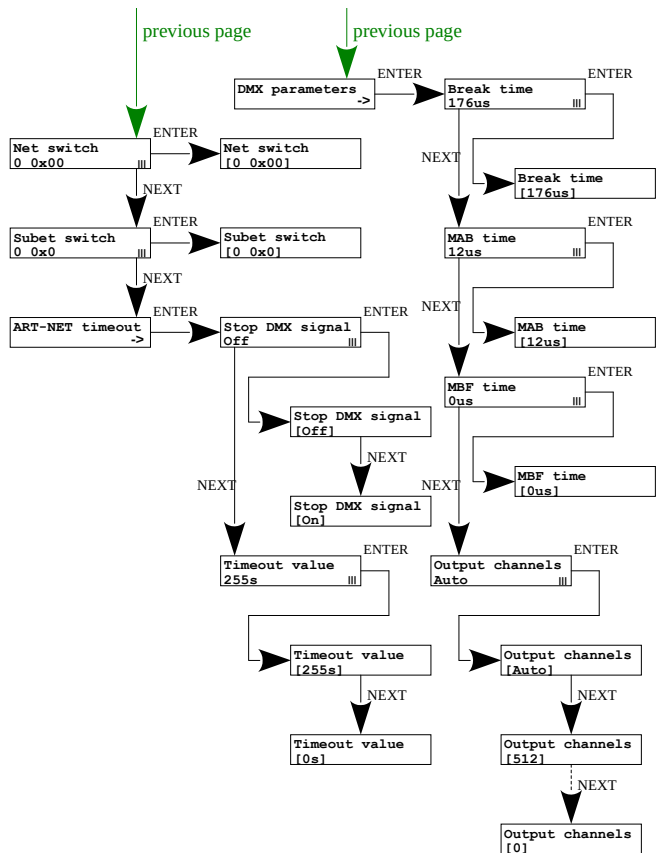 previous page
previous page
DMX parameters
->
ENTER
Break time
176us
ENTER
Net switch
0 0x00
ENTER
Net switch
[0 0x00]
NEXT
NEXT
Break time
[176us]
Subet switch
0 0x0
ENTER
Subet switch
[0 0x0]
MAB time
12us
ENTER
NEXT
NEXT
ART-NET timeout
->
ENTER
Stop DMX signal
Off
ENTER
MAB time
[12us]
MBF time
0us
ENTER
Stop DMX signal
[Off]
NEXT
NEXT
MBF time
[0us]
NEXT
Stop DMX signal
[On]
Timeout value
255s
ENTER
Output channels
Auto
ENTER
Timeout value
[255s]
Output channels
[Auto]
NEXT
NEXT
Timeout value
[0s]
Output channels
[512]
NEXT
Output channels
[0]